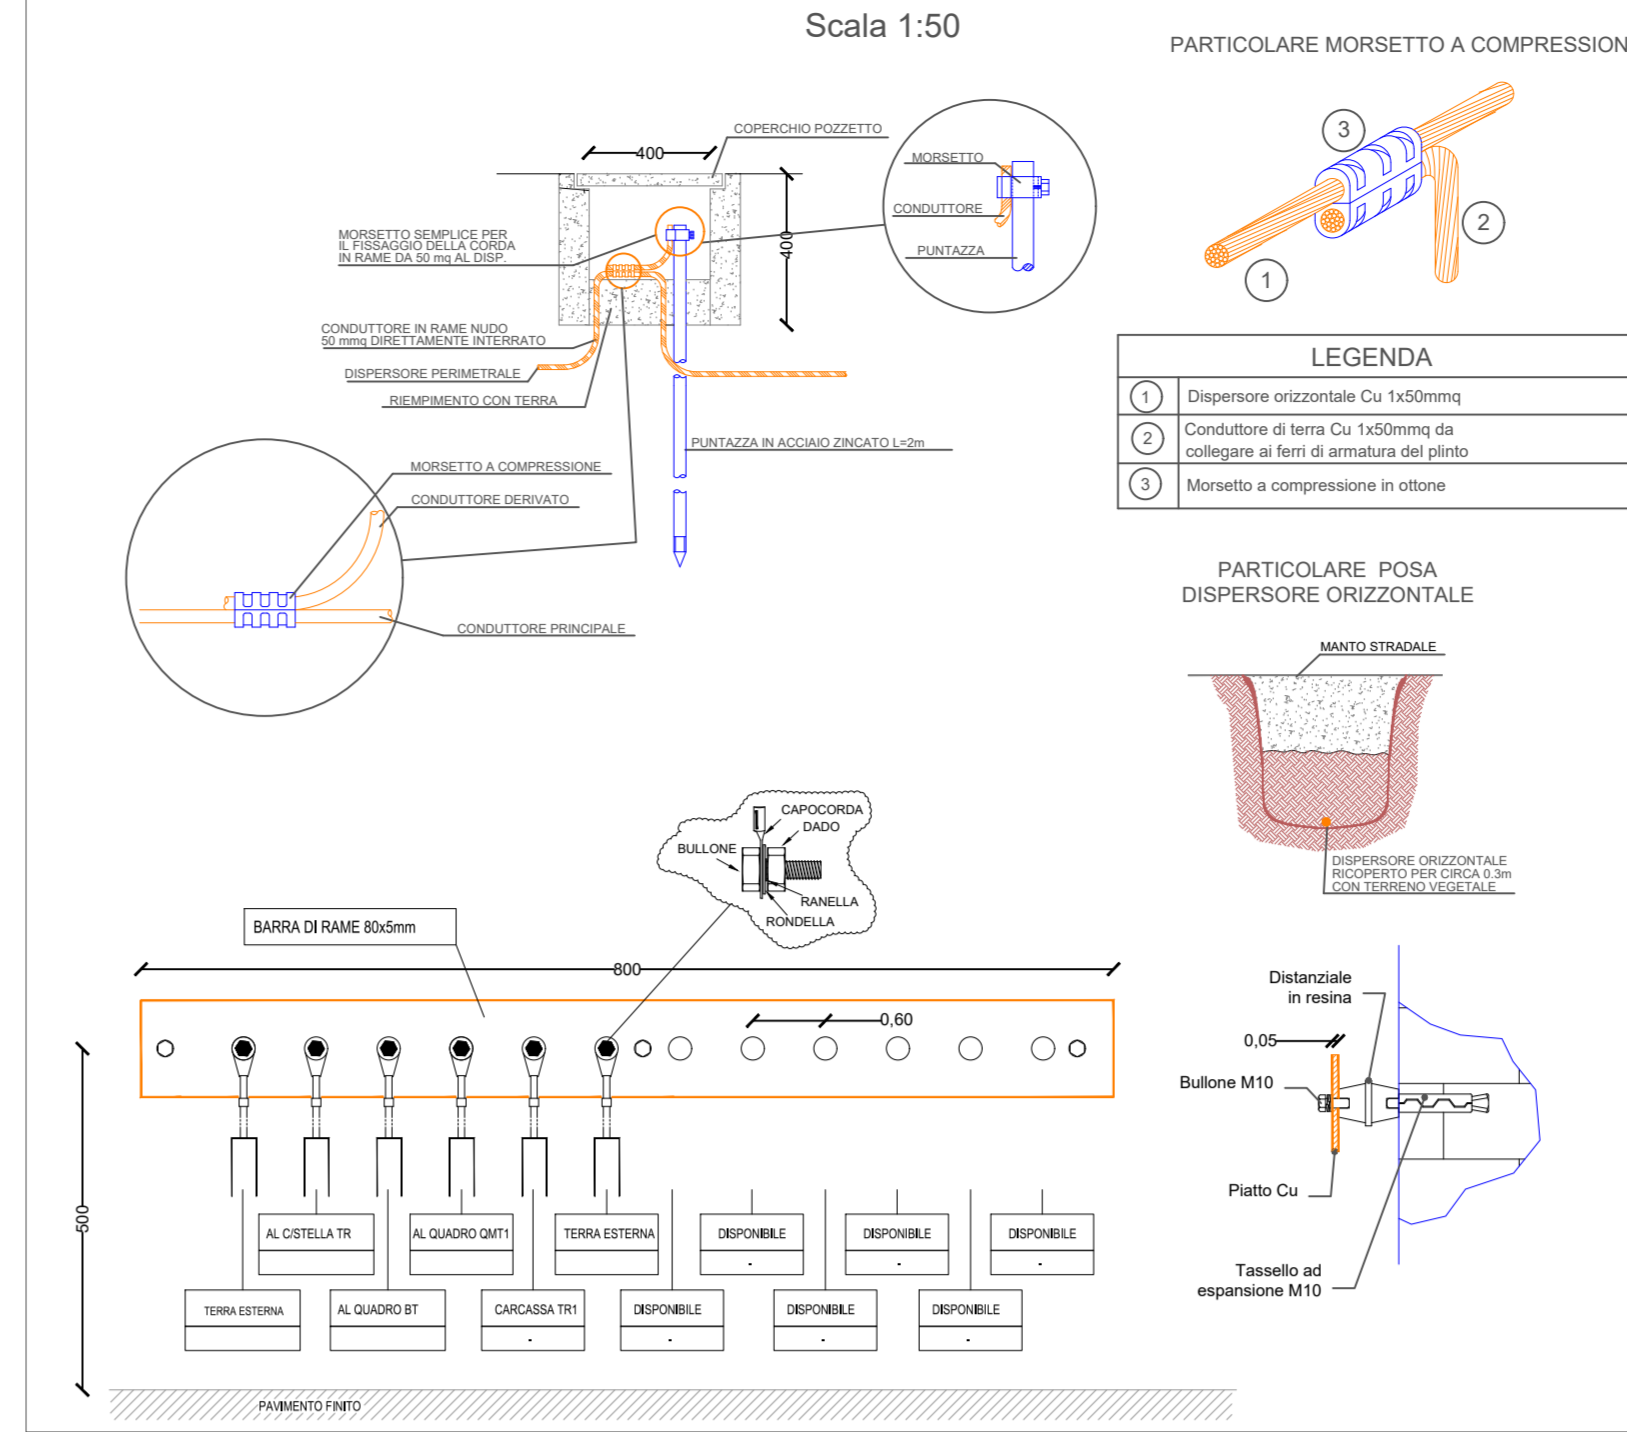 Scala 1:50
PARTICOLARE MORSETTO A COMPRESSION
COPERCHIO POZZETTO
400
400
MORSETTO SEMPLICE PER
IL FISSAGGIO DELLA CORDA
IN RAME DA 50 mq AL DISP.
CONDUTTORE IN RAME NUDO
50 mmq DIRETTAMENTE INTERRATO
DISPERSORE PERIMETRALE
RIEMPIMENTO CON TERRA
PUNTAZZA IN ACCIAIO ZINCATO L=2m
MORSETTO
CONDUTTORE
PUNTAZZA
3
2
1
LEGENDA
1 Dispersore orizzontale Cu 1x50mmq
2 Conduttore di terra Cu 1x50mmq da
collegare ai ferri di armatura del plinto
3 Morsetto a compressione in ottone
MORSETTO A COMPRESSIONE
CONDUTTORE DERIVATO
CONDUTTORE PRINCIPALE
PARTICOLARE POSA
DISPERSORE ORIZZONTALE
MANTO STRADALE
DISPERSORE ORIZZONTALE
RICOPERTO PER CIRCA 0.3m
CON TERRENO VEGETALE
CAPOCORDA
DADO
BULLONE
RANELLA
RONDELLA
BARRA DI RAME 80x5mm
800
0,60
500
AL C/STELLA TR
AL QUADRO QMT1
TERRA ESTERNA
DISPONIBILE
-
DISPONIBILE
-
DISPONIBILE
-
TERRA ESTERNA
AL QUADRO BT
CARCASSA TR1
-
DISPONIBILE
-
DISPONIBILE
-
DISPONIBILE
-
PAVIMENTO FINITO
Distanziale
in resina
0,05
Bullone M10
Piatto Cu
Tassello ad
espansione M10